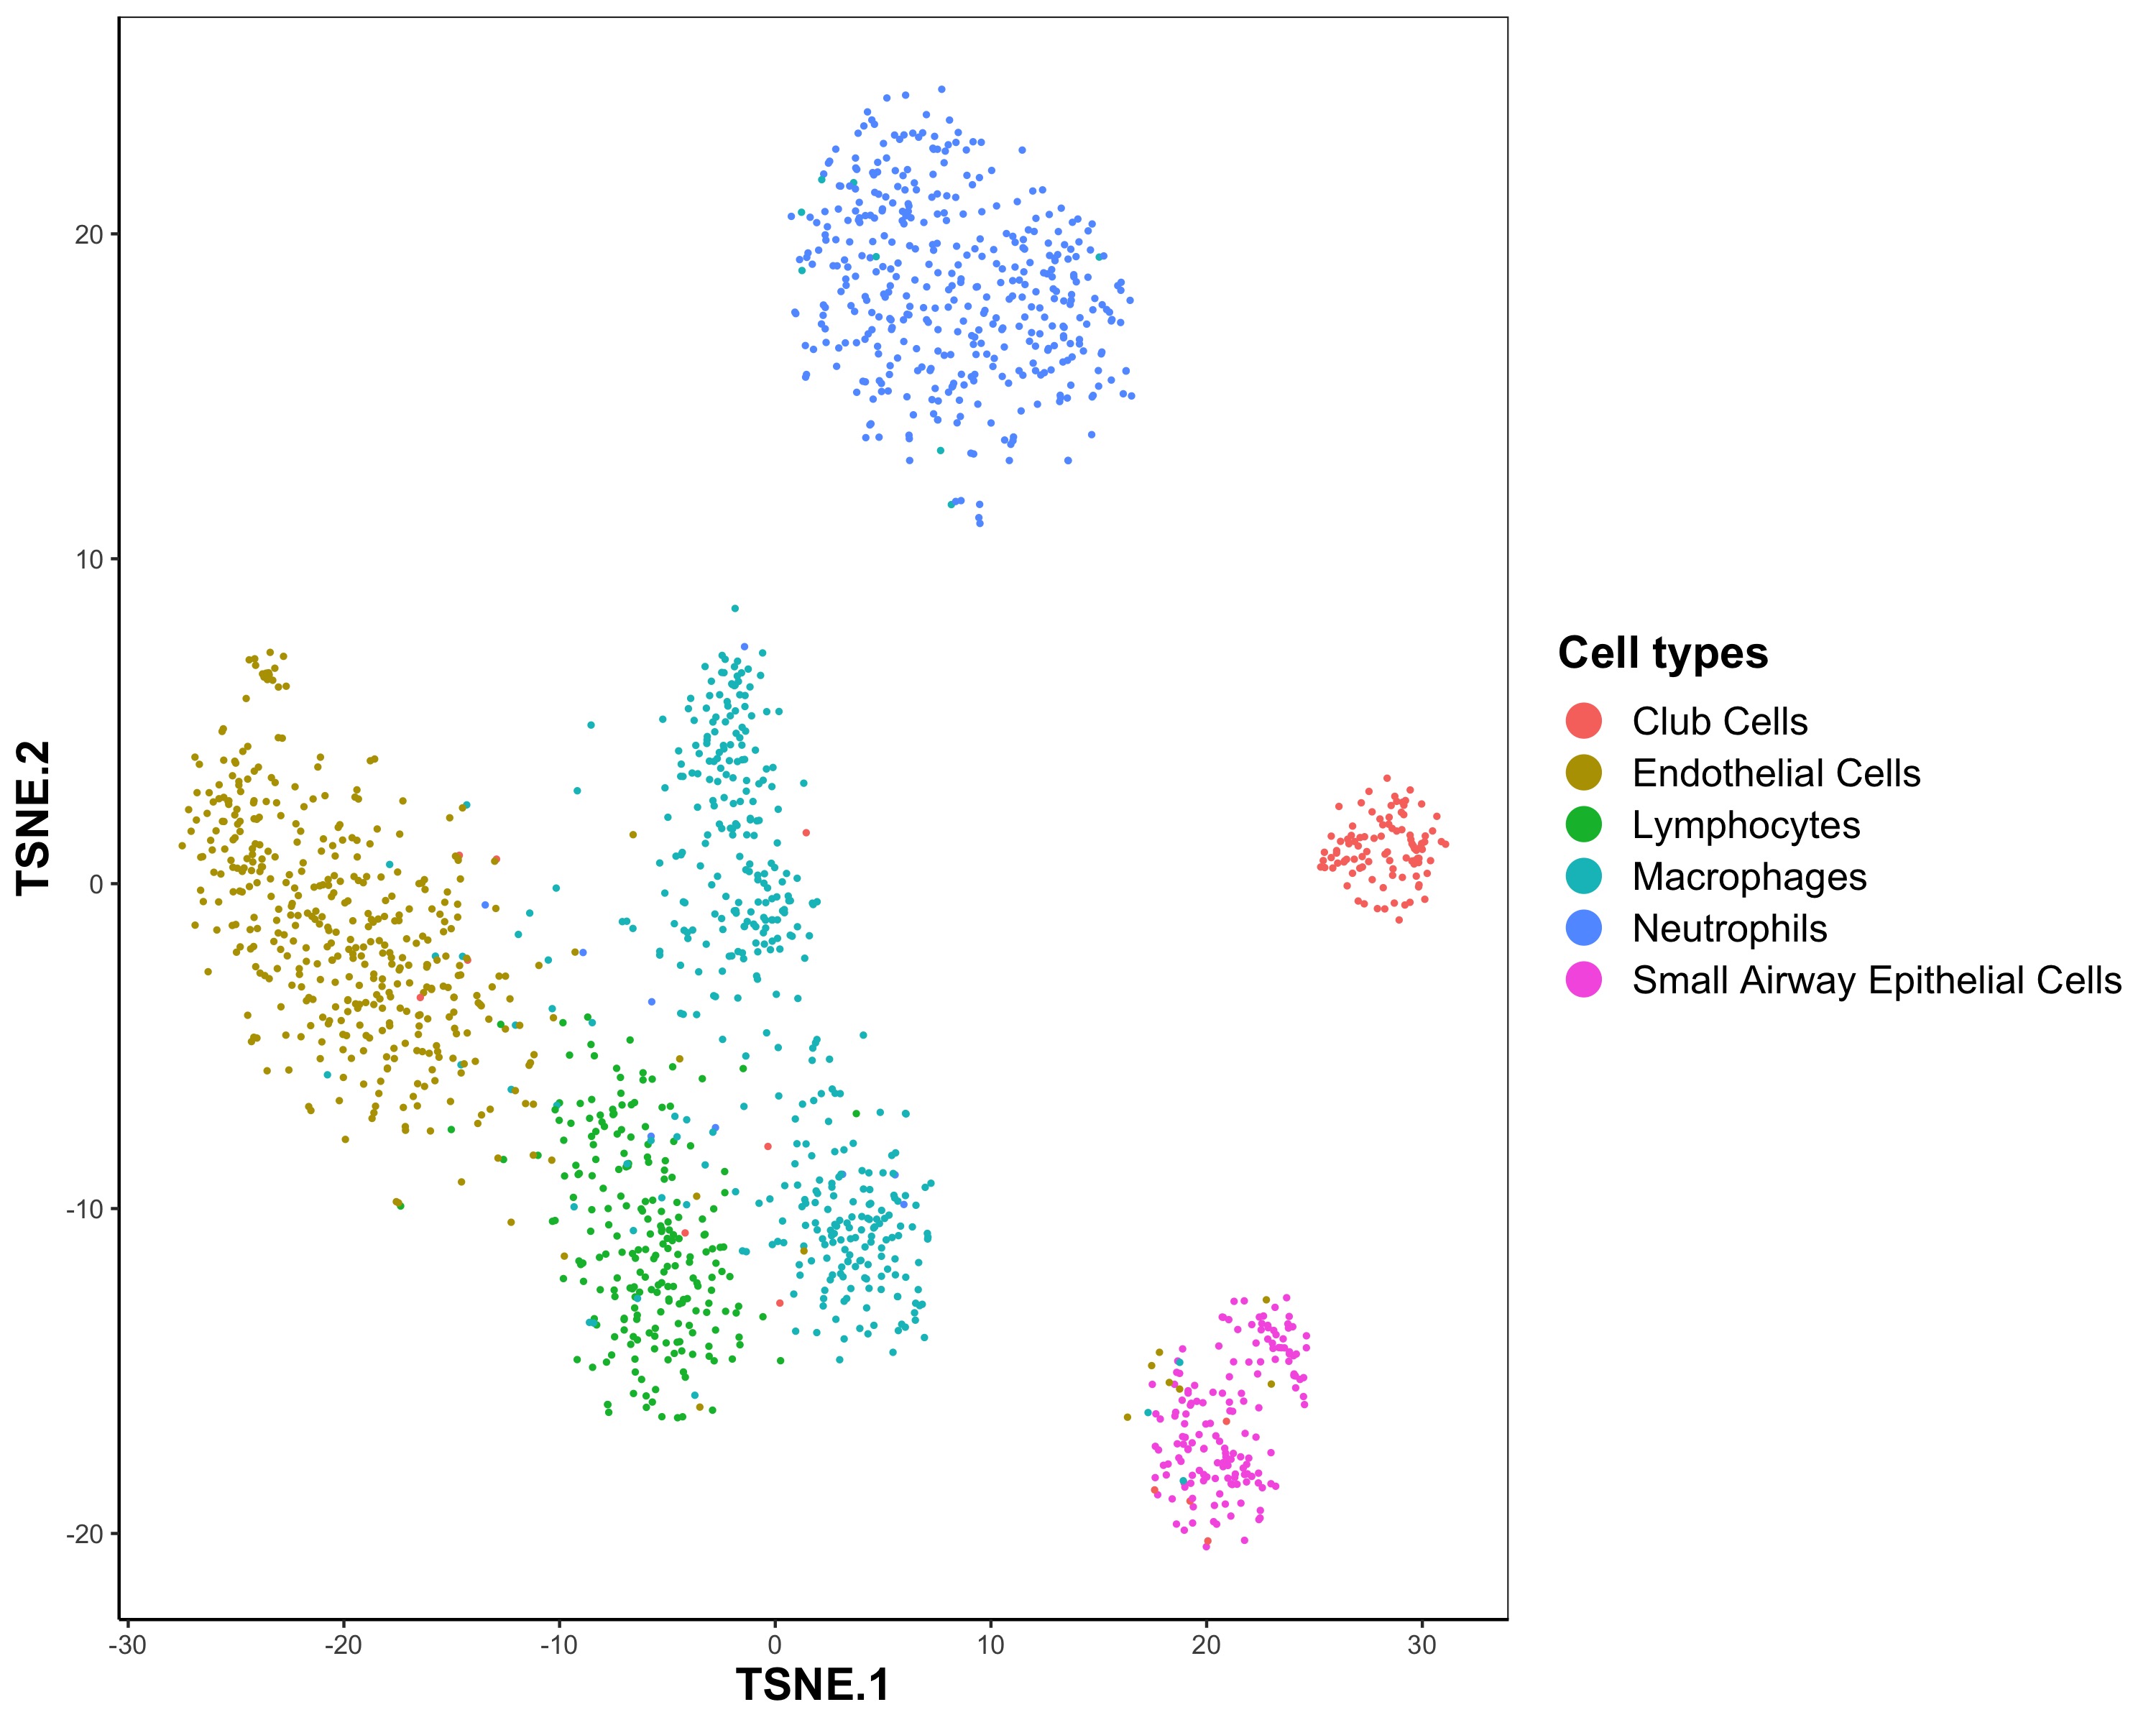 20
10
0
-10
-20
TSNE.2
-30 -20 -10 0 10 20 30
TSNE.1
Cell types
Club Cells
Endothelial Cells
Lymphocytes
Macrophages
Neutrophils
Small Airway Epithelial Cells